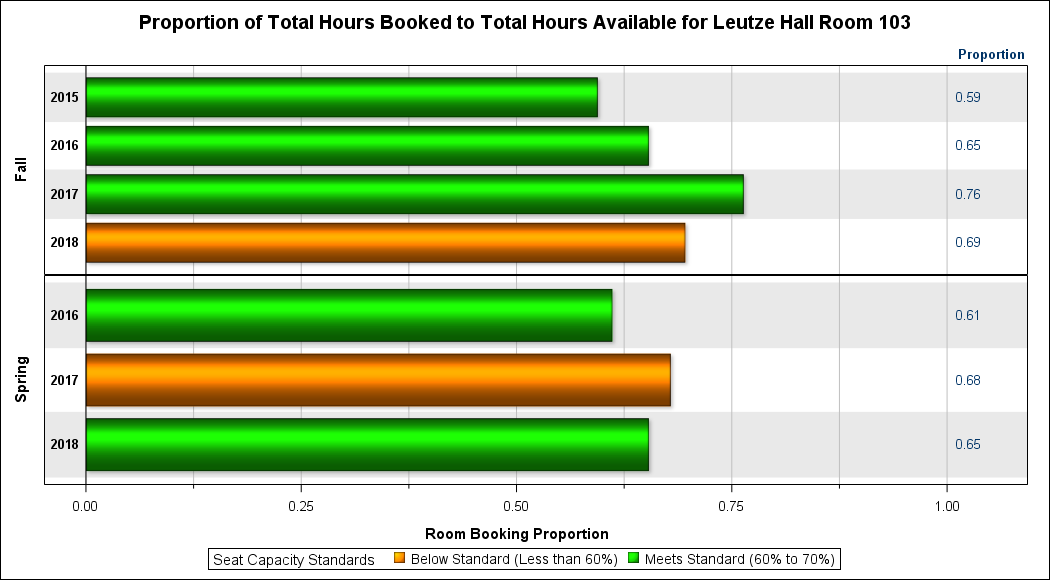 Proportion of Total Hours Booked to Total Hours Available for Leutze Hall Room 103
Proportion
Fall
2015 0.59
2016 0.65
2017 0.76
2018 0.69
Spring
2016 0.61
2017 0.68
2018 0.65
0.00 0.25 0.50 0.75 1.00
Room Booking Proportion
Seat Capacity Standards Below Standard (Less than 60%) Meets Standard (60% to 70%)